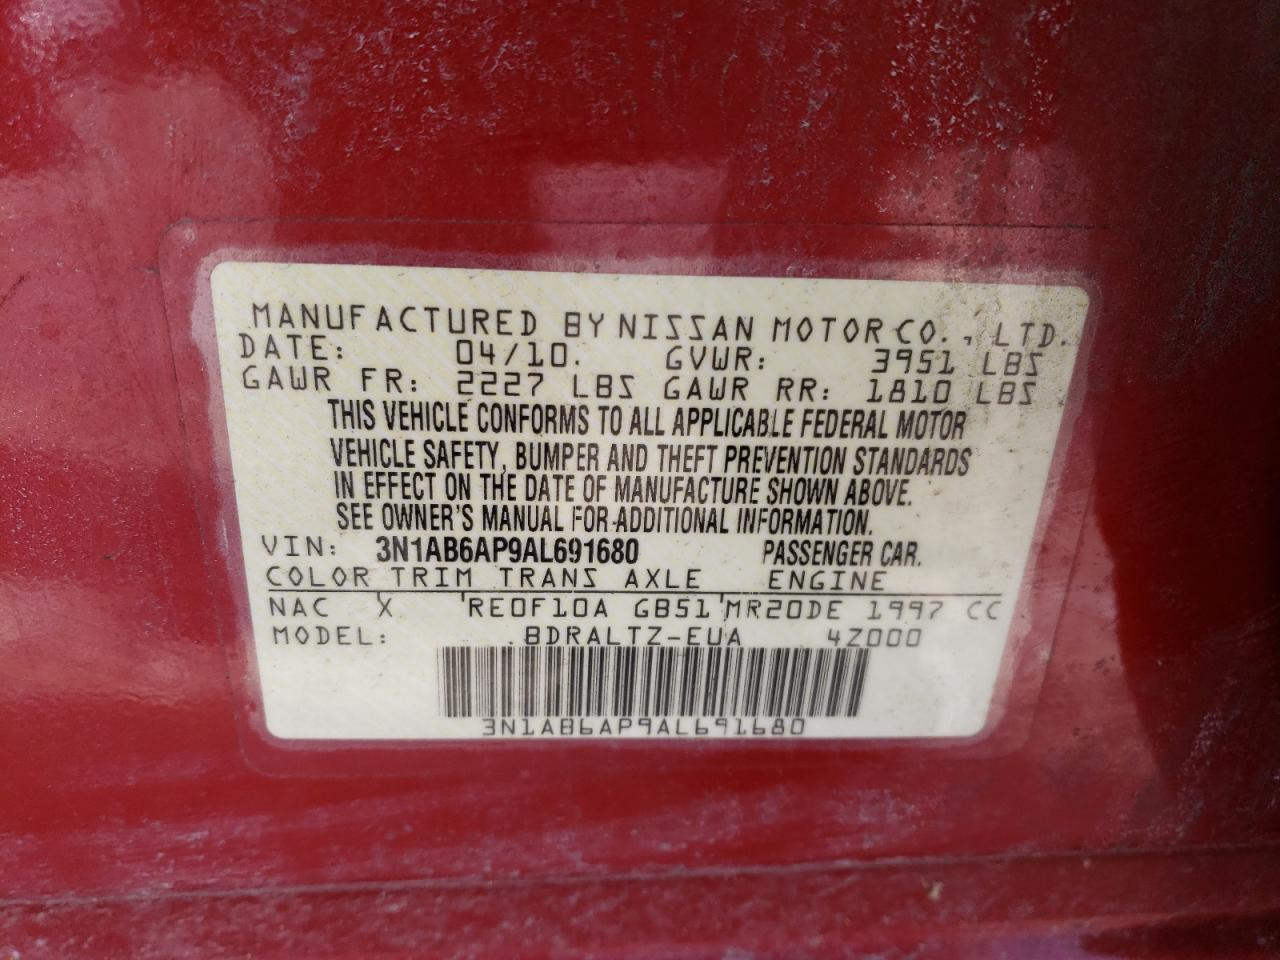 MANUFACTURED BY NISSAN MOTOR CO., LTD.
DATE: 04/10. GVWR: 3951 LBS
GAWR FR: 2227 LBS GAWR RR: 1810 LBS
THIS VEHICLE CONFORMS TO ALL APPLICABLE FEDERAL MOTOR
VEHICLE SAFETY, BUMPER AND THEFT PREVENTION STANDARDS
IN EFFECT ON THE DATE OF MANUFACTURE SHOWN ABOVE.
SEE OWNER'S MANUAL FOR ADDITIONAL INFORMATION.
VIN: 3N1AB6AP9AL691680 PASSENGER CAR.
COLOR TRIM TRANS AXLE ENGINE
NAC X RE0F10A GB51 MR20DE 1997 CC
MODEL: BDRALTZ-EUA 4Z000
3N1AB6AP9AL691680